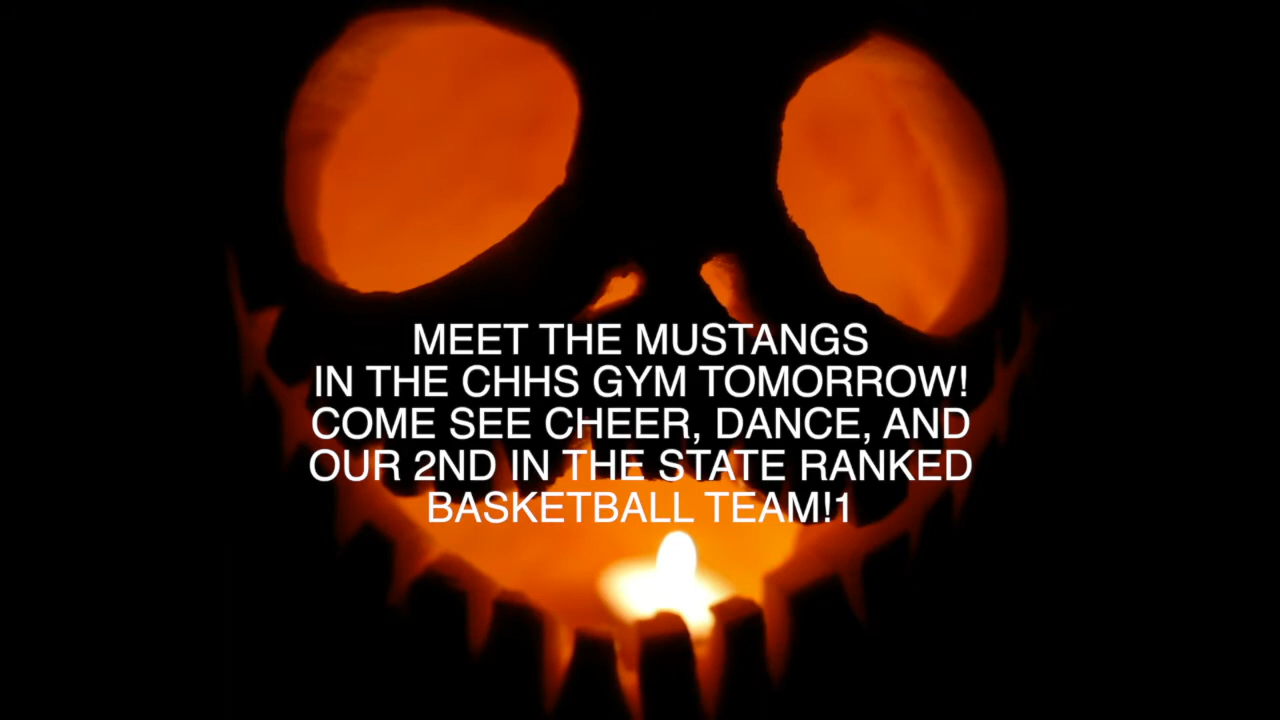 MEET THE MUSTANGS
IN THE CHHS GYM TOMORROW!
COME SEE CHEER, DANCE, AND
OUR 2ND IN THE STATE RANKED
BASKETBALL TEAM!1